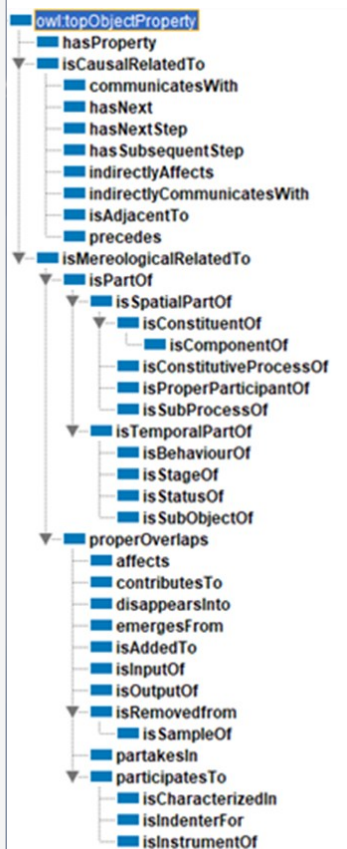 owl:topObjectProperty
hasProperty
isCausalRelatedTo
communicatesWith
hasNext
hasNextStep
hasSubsequentStep
indirectlyAffects
indirectlyCommunicatesWith
isAdjacentTo
precedes
isMereologicalRelatedTo
isPartOf
isSpatialPartOf
isConstituentOf
isComponentOf
isConstitutiveProcessOf
isProperParticipantOf
isSubProcessOf
isTemporalPartOf
isBehaviourOf
isStageOf
isStatusOf
isSubObjectOf
properOverlaps
affects
contributesTo
disappearsInto
emergesFrom
isAddedTo
isInputOf
isOutputOf
isRemovedfrom
isSampleOf
partakesIn
participatesTo
isCharacterizedIn
isIndenterFor
isInstrumentOf